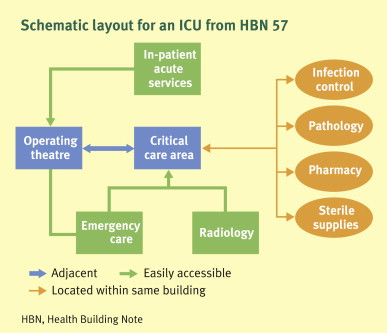 Schematic layout for an ICU from HBN 57
In-patient
acute
services
Infection
control
Operating
theatre
Critical
care area
Pathology
Pharmacy
Emergency
care
Radiology
Sterile
supplies
Adjacent
Easily accessible
Located within same building
HBN, Health Building Note